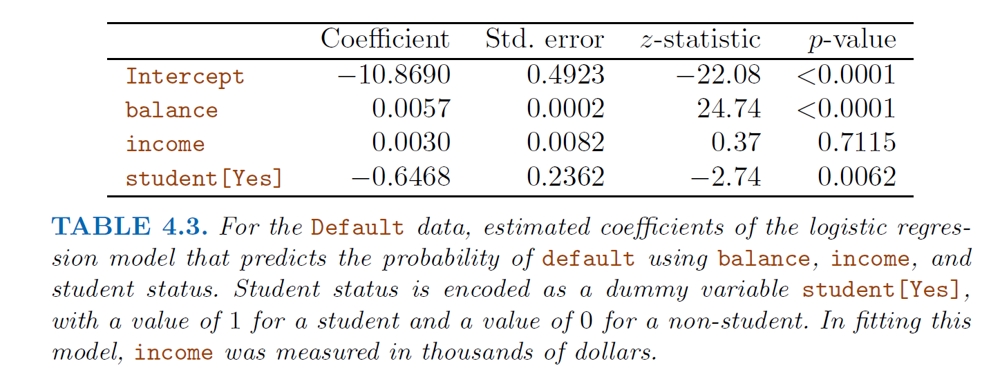 Coefficient Std. error z-statistic p-value
Intercept −10.8690 0.4923 −22.08 <0.0001
balance 0.0057 0.0002 24.74 <0.0001
income 0.0030 0.0082 0.37 0.7115
student[Yes] −0.6468 0.2362 −2.74 0.0062
TABLE 4.3. For the Default data, estimated coefficients of the logistic regres-
sion model that predicts the probability of default using balance, income, and
student status. Student status is encoded as a dummy variable student[Yes],
with a value of 1 for a student and a value of 0 for a non-student. In fitting this
model, income was measured in thousands of dollars.